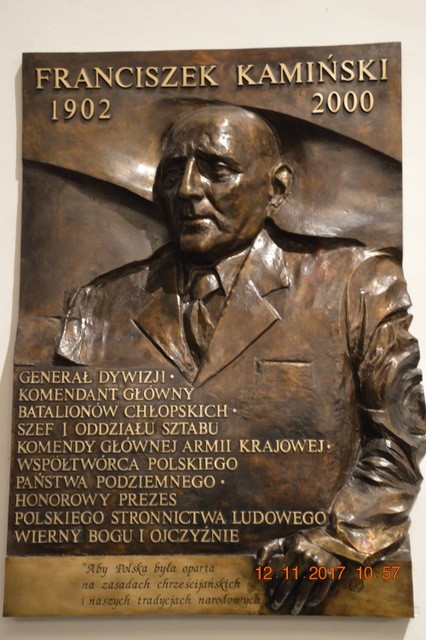 FRANCISZEK KAMIŃSKI
1902 2000
GENERAŁ DYWIZJI •
KOMENDANT GŁÓWNY
BATALIONÓW CHŁOPSKICH •
SZEF I ODDZIAŁU SZTABU
KOMENDY GŁÓWNEJ ARMII KRAJOWEJ •
WSPÓŁTWÓRCA POLSKIEGO
PAŃSTWA PODZIEMNEGO •
HONOROWY PREZES
POLSKIEGO STRONNICTWA LUDOWEGO
WIERNY BOGU I OJCZYŹNIE
"Aby Polska była oparta
na zasadach chrześcijańskich
i naszych tradycjach narodowych
12 11 2017 10 57